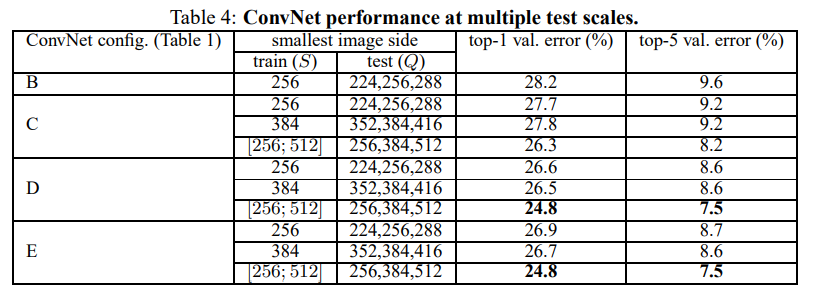 Table 4: ConvNet performance at multiple test scales.
ConvNet config. (Table 1) smallest image side top-1 val. error (%) top-5 val. error (%)
train (S) test (Q)
B 256 224,256,288 28.2 9.6
256 224,256,288 27.7 9.2
C 384 352,384,416 27.8 9.2
[256; 512] 256,384,512 26.3 8.2
256 224,256,288 26.6 8.6
D 384 352,384,416 26.5 8.6
[256; 512] 256,384,512 24.8 7.5
256 224,256,288 26.9 8.7
E 384 352,384,416 26.7 8.6
[256; 512] 256,384,512 24.8 7.5